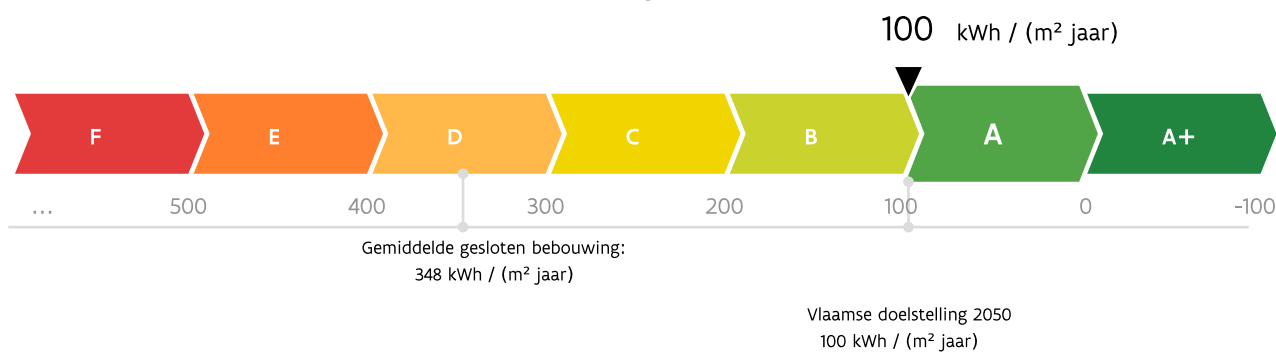 100 kWh / (m² jaar)
F E D C B A A+
... 500 400 300 200 100 0 -100
Gemiddelde gesloten bebouwing:
348 kWh / (m² jaar)
Vlaamse doelstelling 2050
100 kWh / (m² jaar)